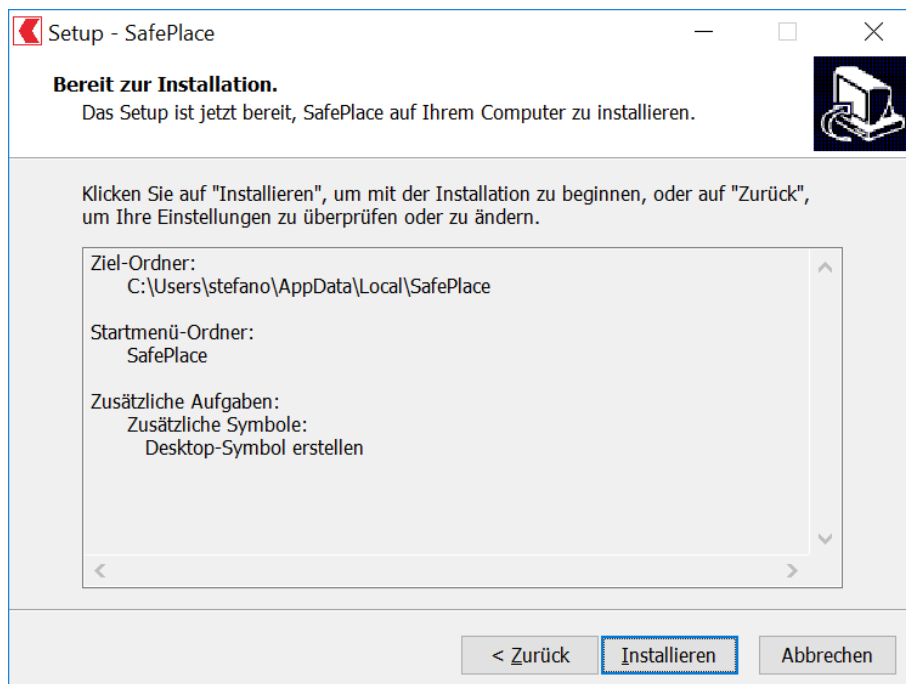 Setup - SafePlace
Bereit zur Installation.
Das Setup ist jetzt bereit, SafePlace auf Ihrem Computer zu installieren.
Klicken Sie auf "Installieren", um mit der Installation zu beginnen, oder auf "Zurück",
um Ihre Einstellungen zu überprüfen oder zu ändern.
Ziel-Ordner:
C:\Users\stefano\AppData\Local\SafePlace
Startmenü-Ordner:
SafePlace
Zusätzliche Aufgaben:
Zusätzliche Symbole:
Desktop-Symbol erstellen
< Zurück
Installieren
Abbrechen